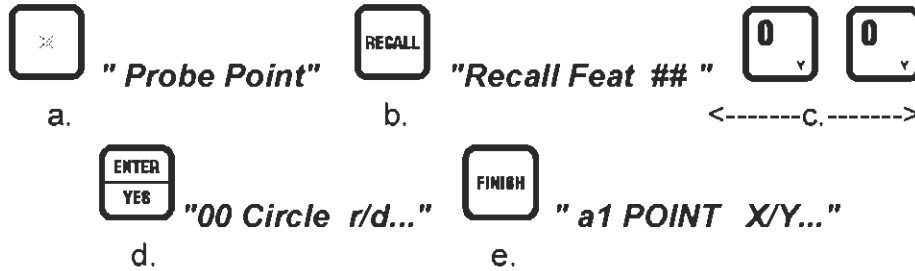 " Probe Point" RECALL "Recall Feat ## " 0 Y 0 Y
a. b. <-------c.------->
ENTER YES "00 Circle r/d..." FINISH " a1 POINT X/Y..."
d. e.